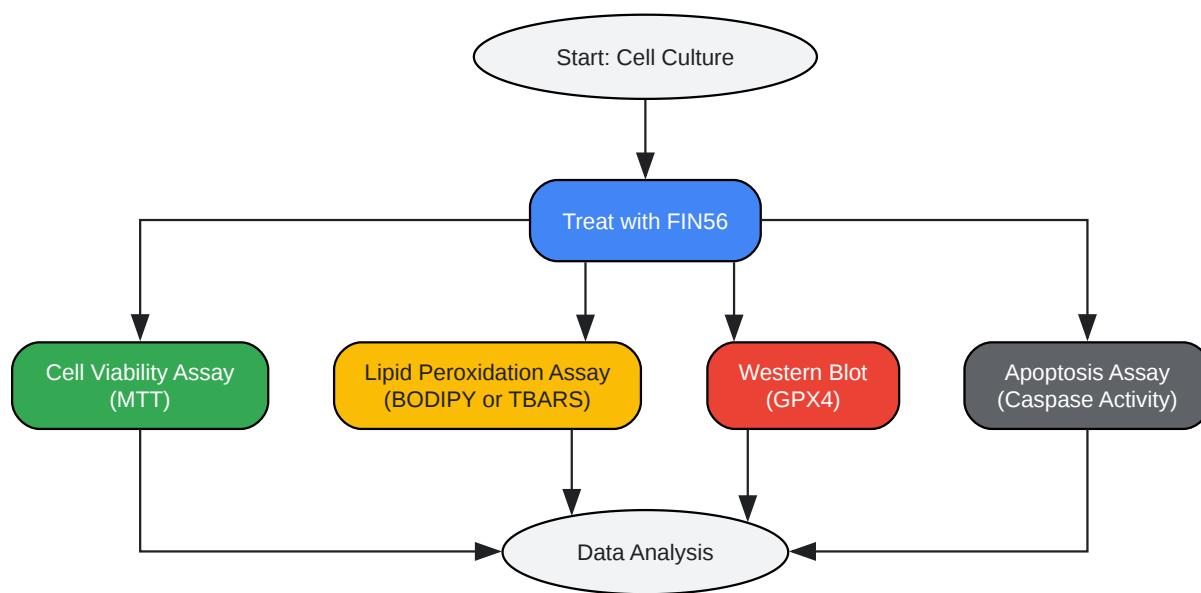 Start: Cell Culture
Treat with FIN56
Cell Viability Assay
(MTT)
Lipid Peroxidation Assay
(BODIPY or TBARS)
Western Blot
(GPX4)
Apoptosis Assay
(Caspase Activity)
Data Analysis